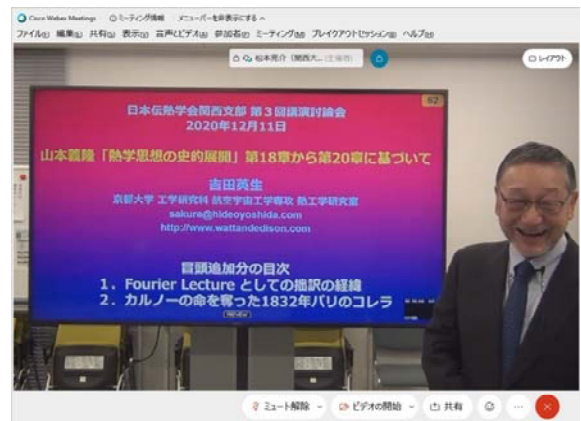 Cisco Webex Meetings ミーティング情報 メニューバーを非表示にする
ファイル(F) 編集(E) 共有(S) 表示(V) 音声とビデオ(A) 参加者(P) ミーティング(M) ブレイクアウトセッション(B) ヘルプ(H)
松本亮介 (関西大... (主催者)
レイアウト
52
日本伝熱学会関西支部 第3回講演討論会
2020年12月11日
山本義隆「熱学思想の史的展開」第18章から第20章に基づいて
吉田英生
京都大学 工学研究科 航空宇宙工学専攻 熱工学研究室
sakura@hideoyoshida.com
http://www.wattandedison.com
冒頭追加分の目次
1. Fourier Lecture としての拙訳の経緯
2. カルノーの命を奪った1832年パリのコレラ
ミュート解除 ビデオの開始 共有